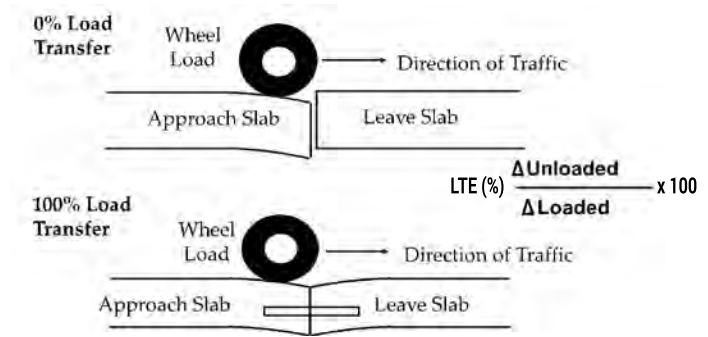 0% Load
Transfer
Wheel
Load
Direction of Traffic
Approach Slab
Leave Slab
LTE (%) ΔUnloaded x 100
ΔLoaded
100% Load
Transfer
Wheel
Load
Direction of Traffic
Approach Slab
Leave Slab